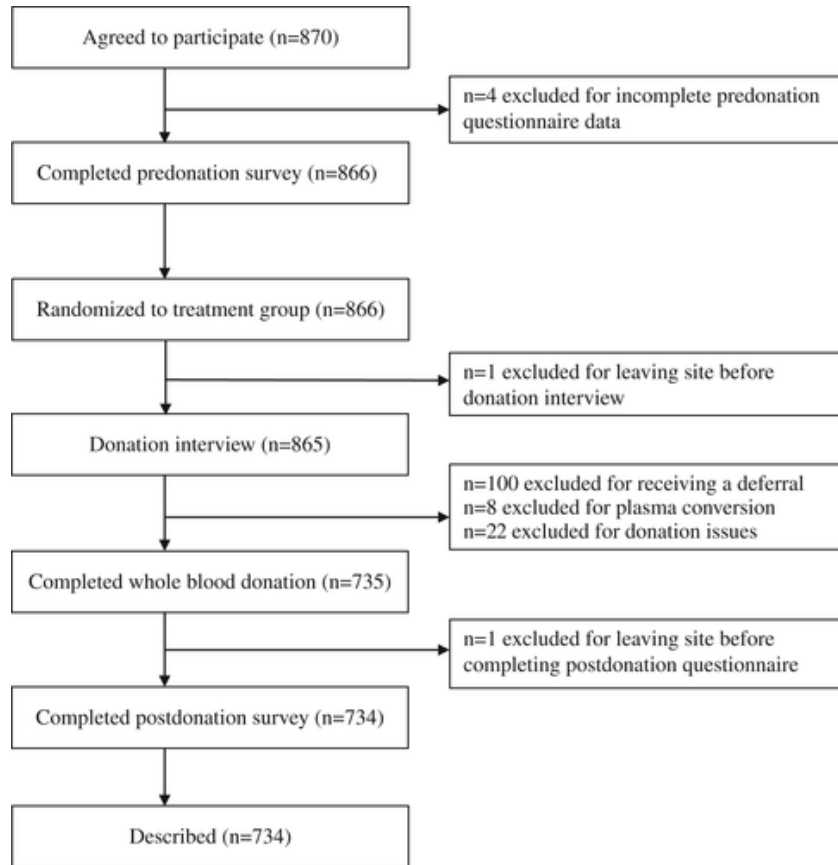 Agreed to participate (n=870)
n=4 excluded for incomplete predonation
questionnaire data
Completed predonation survey (n=866)
Randomized to treatment group (n=866)
n=1 excluded for leaving site before
donation interview
Donation interview (n=865)
n=100 excluded for receiving a deferral
n=8 excluded for plasma conversion
n=22 excluded for donation issues
Completed whole blood donation (n=735)
n=1 excluded for leaving site before
completing postdonation questionnaire
Completed postdonation survey (n=734)
Described (n=734)